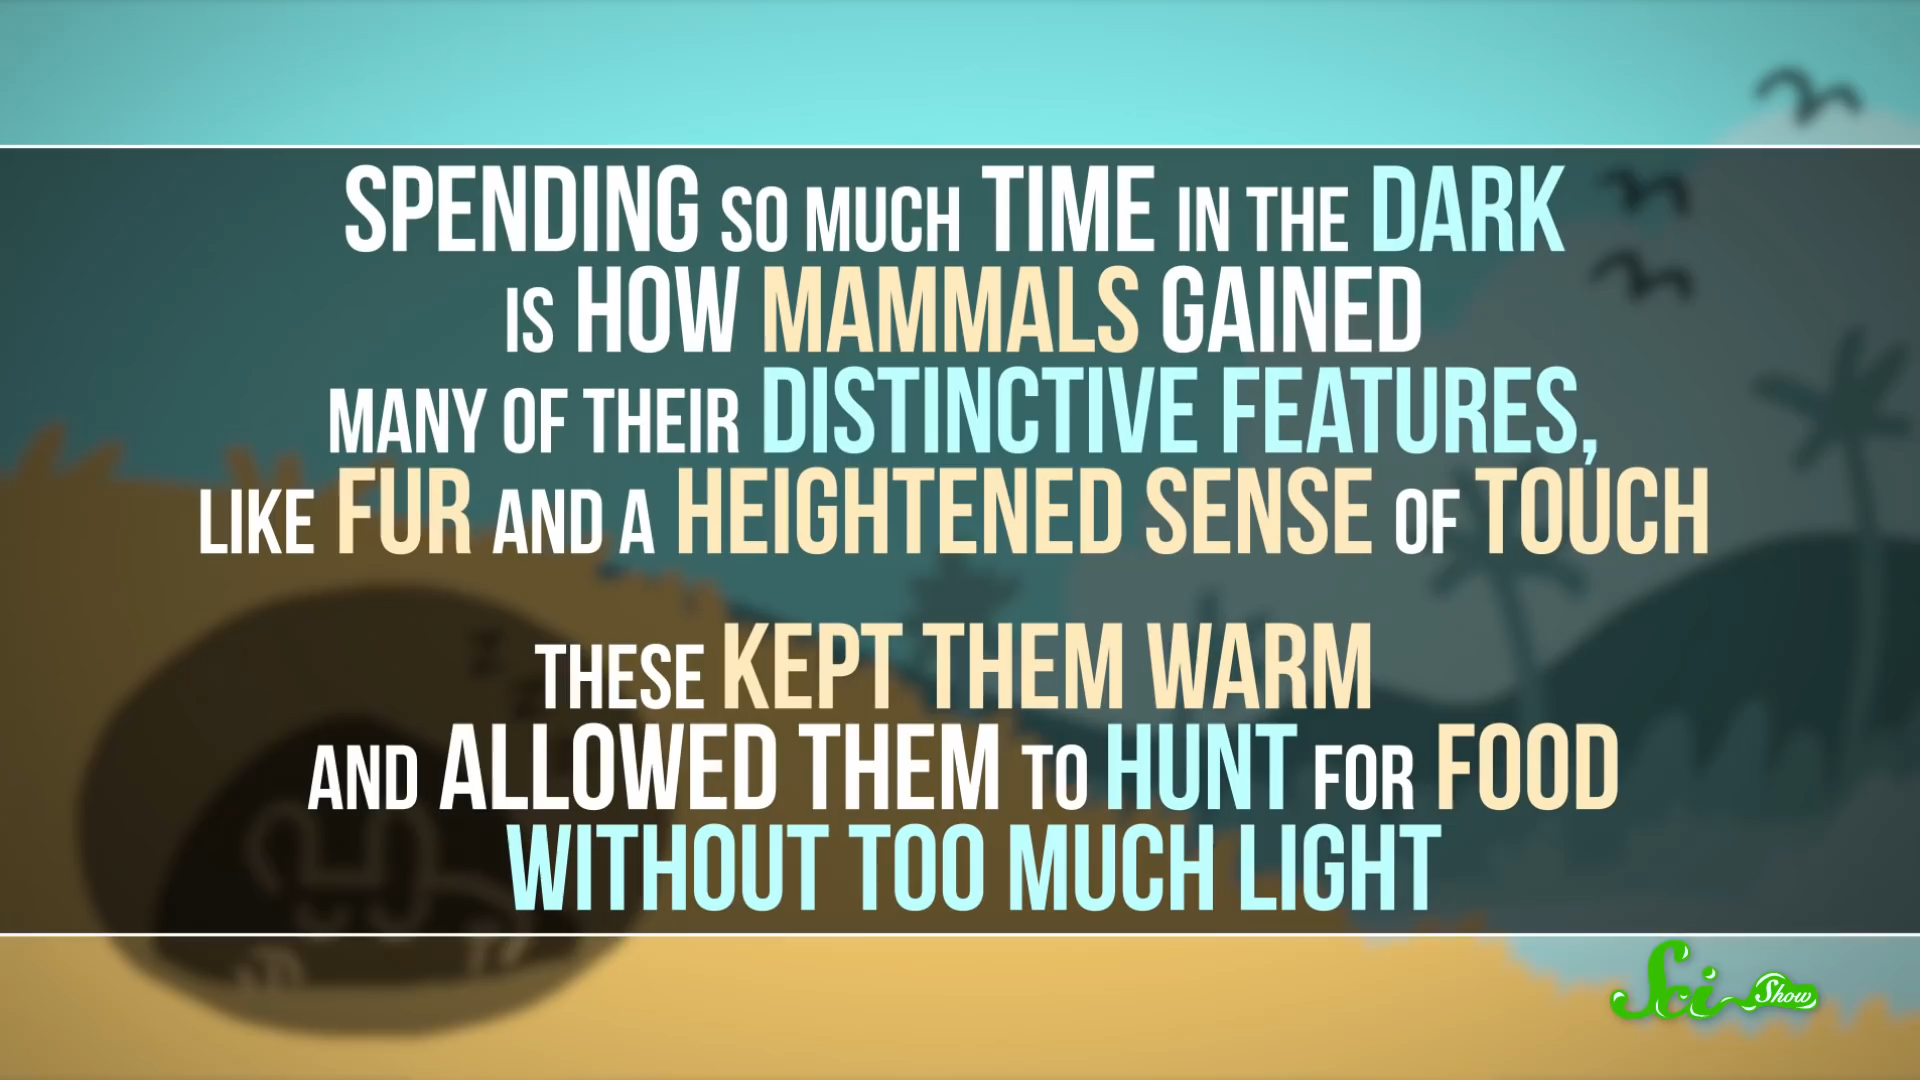 SPENDING SO MUCH TIME IN THE DARK
IS HOW MAMMALS GAINED
MANY OF THEIR DISTINCTIVE FEATURES,
LIKE FUR AND A HEIGHTENED SENSE OF TOUCH
THESE KEPT THEM WARM
AND ALLOWED THEM TO HUNT FOR FOOD
WITHOUT TOO MUCH LIGHT
Sci Show